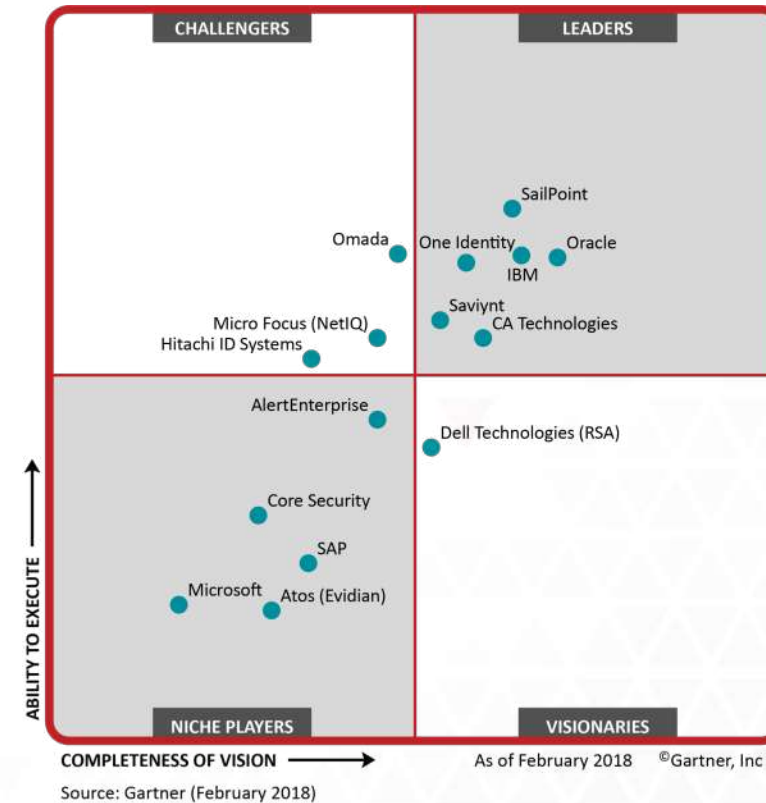 CHALLENGERS
LEADERS
SailPoint
Omada
One Identity
Oracle
IBM
Saviynt
Micro Focus (NetIQ)
CA Technologies
Hitachi ID Systems
AlertEnterprise
Dell Technologies (RSA)
Core Security
SAP
Microsoft
Atos (Evidian)
ABILITY TO EXECUTE
NICHE PLAYERS
VISIONARIES
COMPLETENESS OF VISION
As of February 2018 ©Gartner, Inc
Source: Gartner (February 2018)